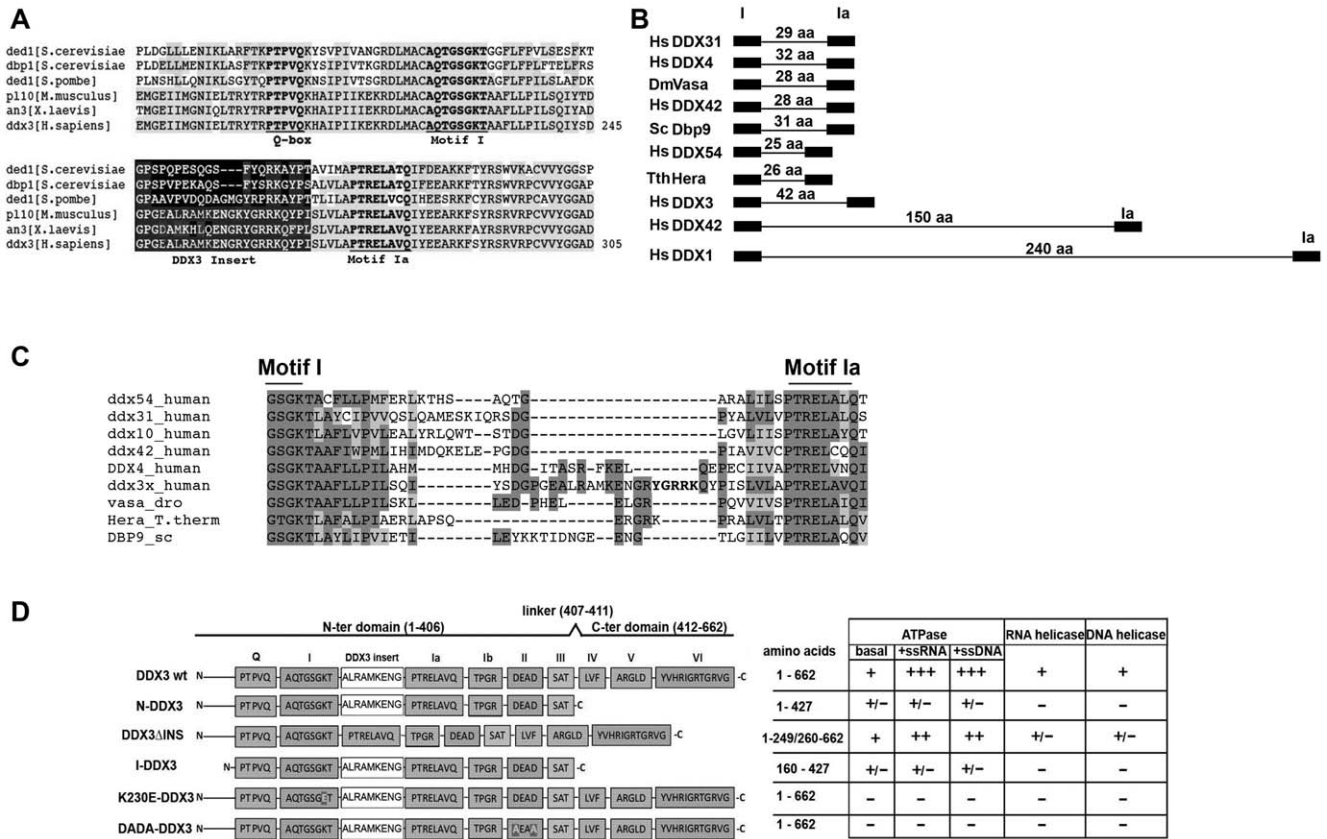 A
ded1[S.cerevisiae PLDGLLLENIKLARFTKPTPVQKYSVPIVANGRDLMACAQTGSGKTGGFLFPVLSESFKT
dbp1[S.cerevisiae PLDELLMENIKLASFTKPTPVQKYSIPIVTKGRDLMACAQTGSGKTGGFLFPLFTELFRS
ded1[S.pombe] PLNSHLLQNIKLSGYTQPTPVQKNSIPIVTSGRDLMACAQTGSGKTAGFLFPILSLAFDK
pl10[M.musculus] EMGEIIMGNIELTRYTRPTPVQKHAIPIIKEKRDLMACAQTGSGKTAAFLLPILSQIYTD
an3[X.laevis] TMGEIIMGNIQLTRYTRPTPVQKHAIPIIIEKRDLMACAQTGSGKTAAFLLPILSQIYAD
ddx3[H.sapiens] EMGEIIMGNIELTRYTRPTPVQKHAIPIIKEKRDLMACAQTGSGKTAAFLLPILSQIYSD 245
Q-box Motif I
ded1[S.cerevisiae GPSPQPESQGS---FYQRKAYPTAVIMAPTRELATQIFDEAKKFTYRSWVKACVVYGGSP
dbp1[S.cerevisiae GPSPVPEKAQS---FYSRKGYPSALVLAPTRELATQIFEEARKFTYRSWVRPCVVYGGAP
ded1[S.pombe] GPAAVPVDQDAGMGYRPRKAYPTTLILAPTRELVCQIHEESRKFCYRSWVRPCAVYGGAD
pl10[M.musculus] GPGEALRAMKENGKYGRRKQYPISLVLAPTRELAVQIYEEARKFSYRSRVRPCVVYGGAD
an3[X.laevis] GPGDAMKHLQENGRYGRRKQFPLSLVLAPTRELAVQIYEEARKFAYRSRVRPCVVYGGAD
ddx3[H.sapiens] GPGEALRAMKENGRYGRRKQYPISLVLAPTRELAVQIYEEARKFSYRSRVRPCVVYGGAD 305
DDX3 Insert Motif Ia
B
I Ia
Hs DDX31 29 aa
Hs DDX4 32 aa
DmVasa 28 aa
Hs DDX42 28 aa
Sc Dbp9 31 aa
Hs DDX54 25 aa
TthHera 26 aa
Hs DDX3 42 aa
Hs DDX42 150 aa Ia
Hs DDX1 240 aa Ia
C
Motif I Motif Ia
ddx54_human GSGKTACFLLPMFERLKTHS---AQTG---------------------ARALILSPTRELALQT
ddx31_human GSGKTLAYCIPVVQSLQAMESKIQRSDG---------------------PYALVLVPTRELALQS
ddx10_human GSGKTLAFLVPVLEALYRLQWT--STDG---------------------LGVLIISPTRELAYQT
ddx42_human GSGKTAAFIWPMLIHIMDQKELE-PGDG---------------------PIAVIVCPTRELCQQI
DDX4_human GSGKTAAFLLPILAHM--------MHDG-ITASR-FKEL------QEPECIIVAPTRELVNQI
ddx3x_human GSGKTAAFLLPILSQI--------YSDGPGEALRAMKENGRYGRRKQYPISLVLAPTRELAVQI
vasa_dro GSGKTAAFLLPILSKL--------LED-PHEL----ELGR--------PQVVIVSPTRELAIQI
Hera_T.therm GTGKTLAFALPIAERLAPSQ---------------ERGRK------PRALVLTPTRELALQV
DBP9_sc GSGKTLAYLIPVIETI--------LEYKKTIDNGE--ENG--------TLGIILVPTRELAQQV
D
linker (407-411)
N-ter domain (1-406) C-ter domain (412-662)
Q I DDX3 insert Ia Ib II III IV V VI
DDX3 wt N- PTPVQ AQTGSGKT ALRAMKENG PTRELAVQ TPGR DEAD SAT LVF ARGLD YVHRIGRTGRVG -C
N-DDX3 N- PTPVQ AQTGSGKT ALRAMKENG PTRELAVQ TPGR DEAD SAT -C
DDX3ΔINS N- PTPVQ AQTGSGKT PTRELAVQ TPGR DEAD SAT LVF ARGLD YVHRIGRTGRVG -C
I-DDX3 N- PTPVQ AQTGSGKT ALRAMKENG PTRELAVQ TPGR DEAD SAT -C
K230E-DDX3 N- PTPVQ AQTGSGET ALRAMKENG PTRELAVQ TPGR DEAD SAT LVF ARGLD YVHRIGRTGRVG -C
DADA-DDX3 N- PTPVQ AQTGSGKT ALRAMKENG PTRELAVQ TPGR AEAA SAT LVF ARGLD YVHRIGRTGRVG -C
ATPase RNA helicase DNA helicase
amino acids basal +ssRNA +ssDNA
1 - 662 + +++ +++ + +
1 - 427 +/− +/− +/− − −
1-249/260-662 + ++ ++ +/− +/−
160 - 427 +/− +/− +/− − −
1 - 662 − − − − −
1 - 662 − − − − −